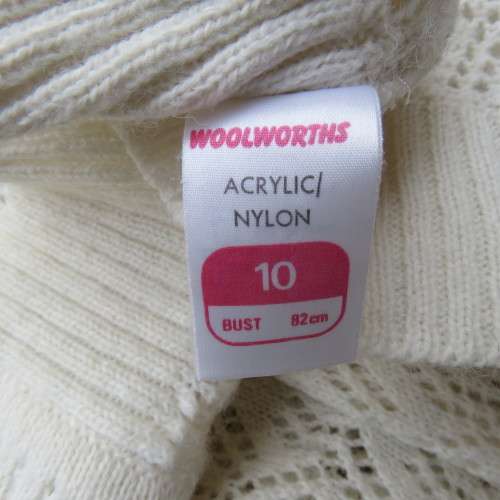 WOOLWORTHS
ACRYLIC/
NYLON
10
BUST 82cm